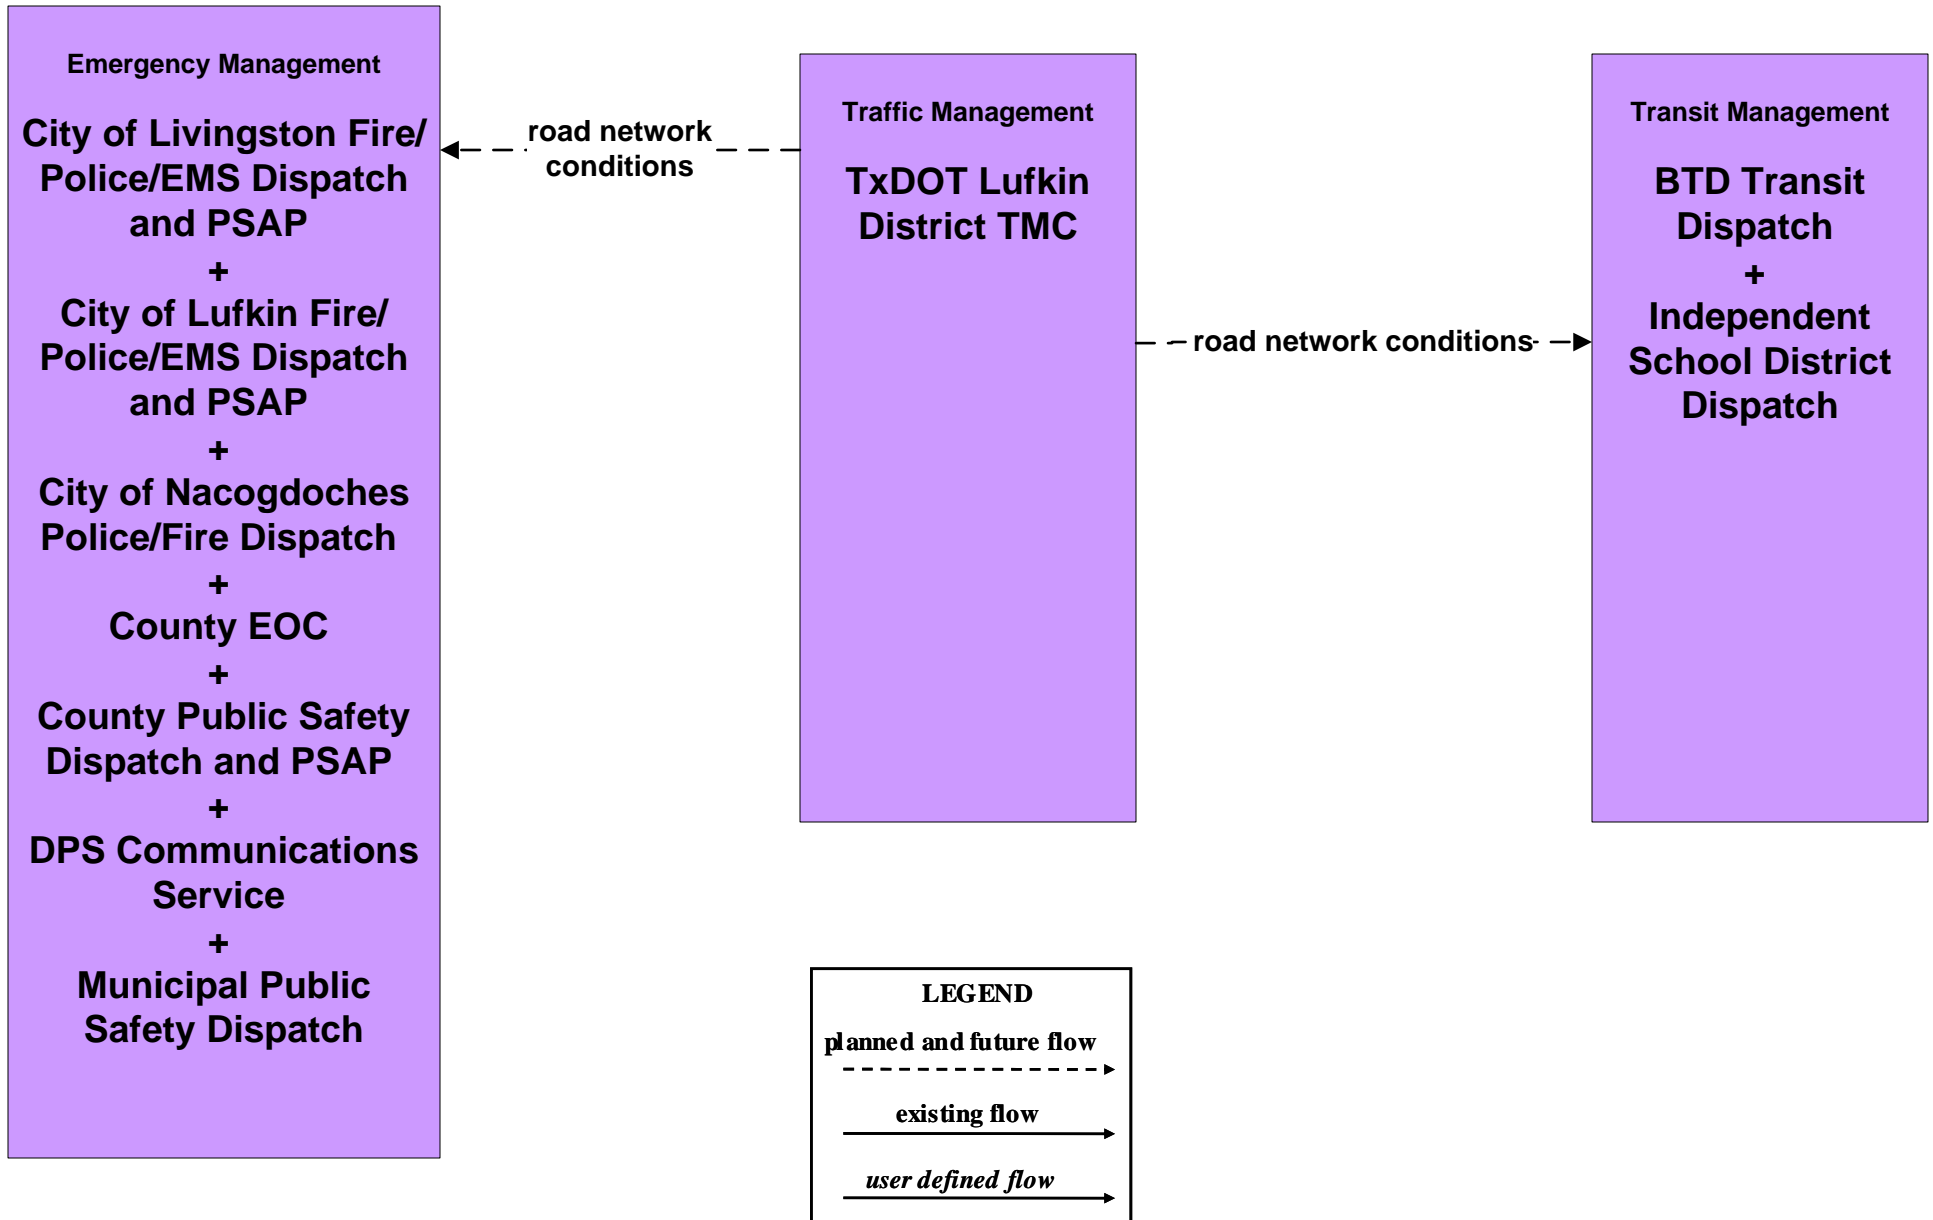 Emergency Management
City of Livingston Fire/
Police/EMS Dispatch
and PSAP
+
City of Lufkin Fire/
Police/EMS Dispatch
and PSAP
+
City of Nacogdoches
Police/Fire Dispatch
+
County EOC
+
County Public Safety
Dispatch and PSAP
+
DPS Communications
Service
+
Municipal Public
Safety Dispatch
road network
conditions
Traffic Management
TxDOT Lufkin
District TMC
road network conditions
Transit Management
BTD Transit
Dispatch
+
Independent
School District
Dispatch
LEGEND
planned and future flow
existing flow
user defined flow